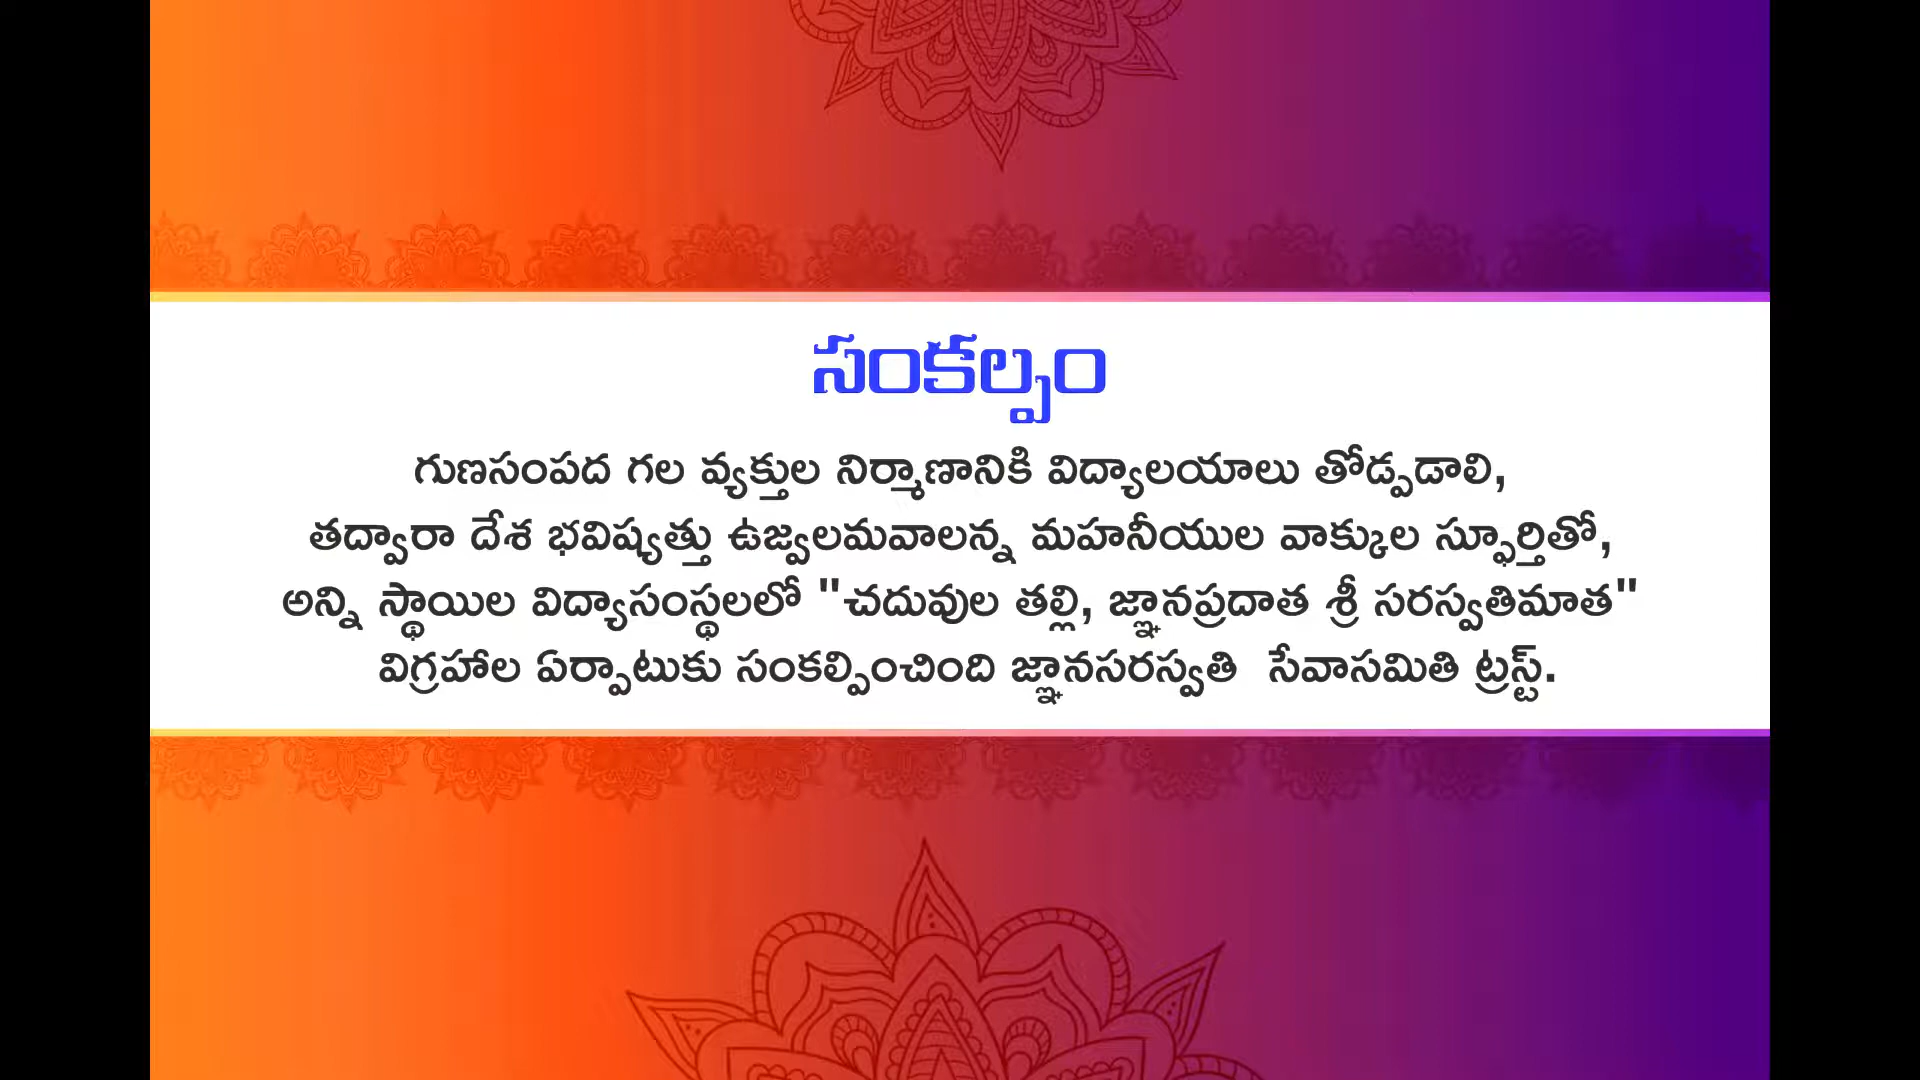 సంకల్పం
గుణసంపద గల వ్యక్తుల నిర్మాణానికి విద్యాలయాలు తోడ్పడాలి,
తద్వారా దేశ భవిష్యత్తు ఉజ్వలమవాలన్న మహనీయుల వాక్కుల స్ఫూర్తితో,
అన్ని స్థాయిల విద్యాసంస్థలలో "చదువుల తల్లి, జ్ఞానప్రదాత శ్రీ సరస్వతిమాత"
విగ్రహాల ఏర్పాటుకు సంకల్పించింది జ్ఞానసరస్వతి  సేవాసమితి ట్రస్ట్.